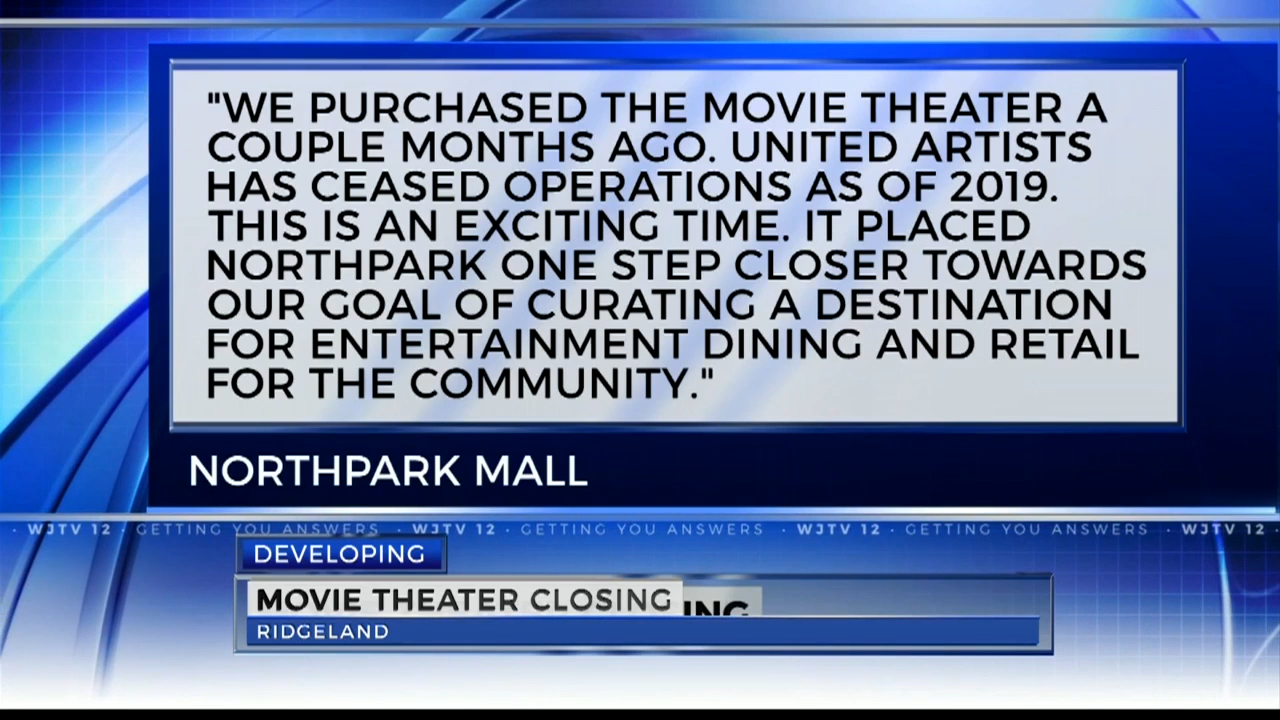 "WE PURCHASED THE MOVIE THEATER A
COUPLE MONTHS AGO. UNITED ARTISTS
HAS CEASED OPERATIONS AS OF 2019.
THIS IS AN EXCITING TIME. IT PLACED
NORTHPARK ONE STEP CLOSER TOWARDS
OUR GOAL OF CURATING A DESTINATION
FOR ENTERTAINMENT DINING AND RETAIL
FOR THE COMMUNITY."
NORTHPARK MALL
· WJTV 12 · GETTING YOU ANSWERS · WJTV 12 · GETTING YOU ANSWERS · WJTV 12 · GETTING YOU ANSWERS · WJTV 12 ·
DEVELOPING
MOVIE THEATER CLOSING
RIDGELAND